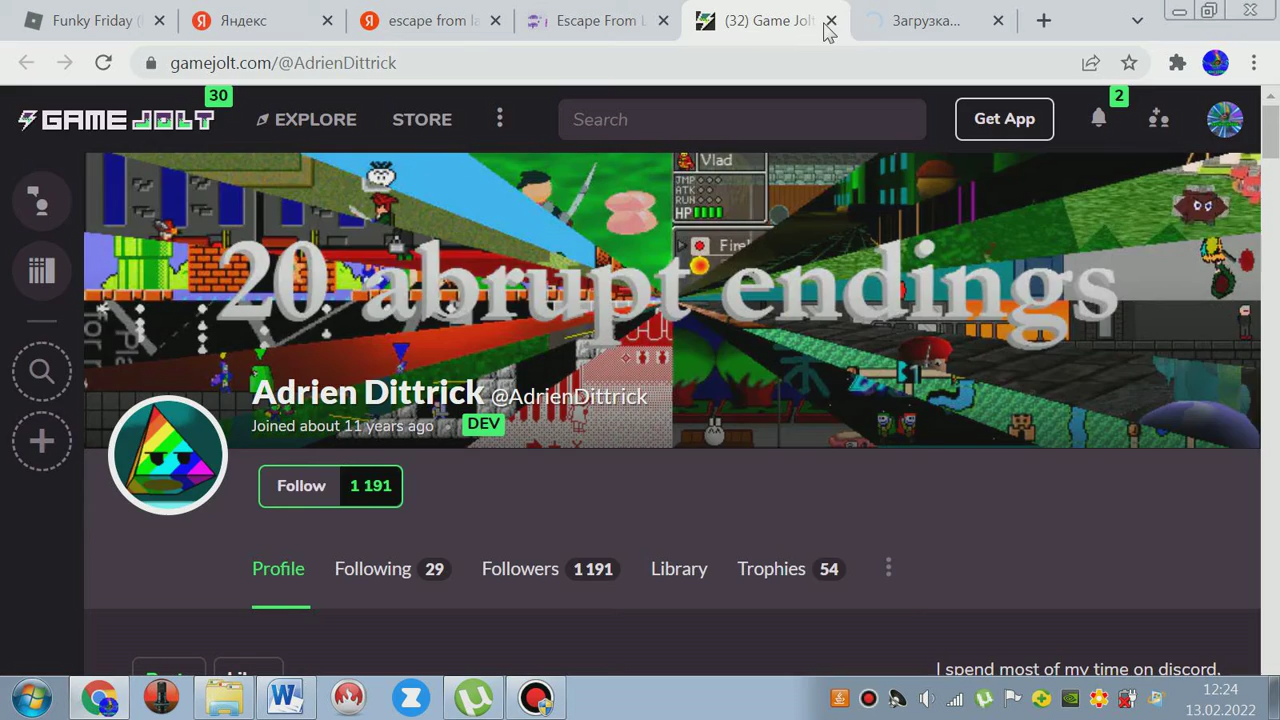 Funky Friday (
Яндекс
escape from la
Escape From L
(32) Game Jolt
Загрузка...
gamejolt.com/@AdrienDittrick
30
GAME JOLT
EXPLORE
STORE
Search
Get App
2
Vlad
JMP
ATK
RUN
HP
20 abrupt endings
Adrien Dittrick @AdrienDittrick
Joined about 11 years ago
DEV
Follow 1 191
Profile
Following 29
Followers 1 191
Library
Trophies 54
I spend most of my time on discord.
12:24
13.02.2022